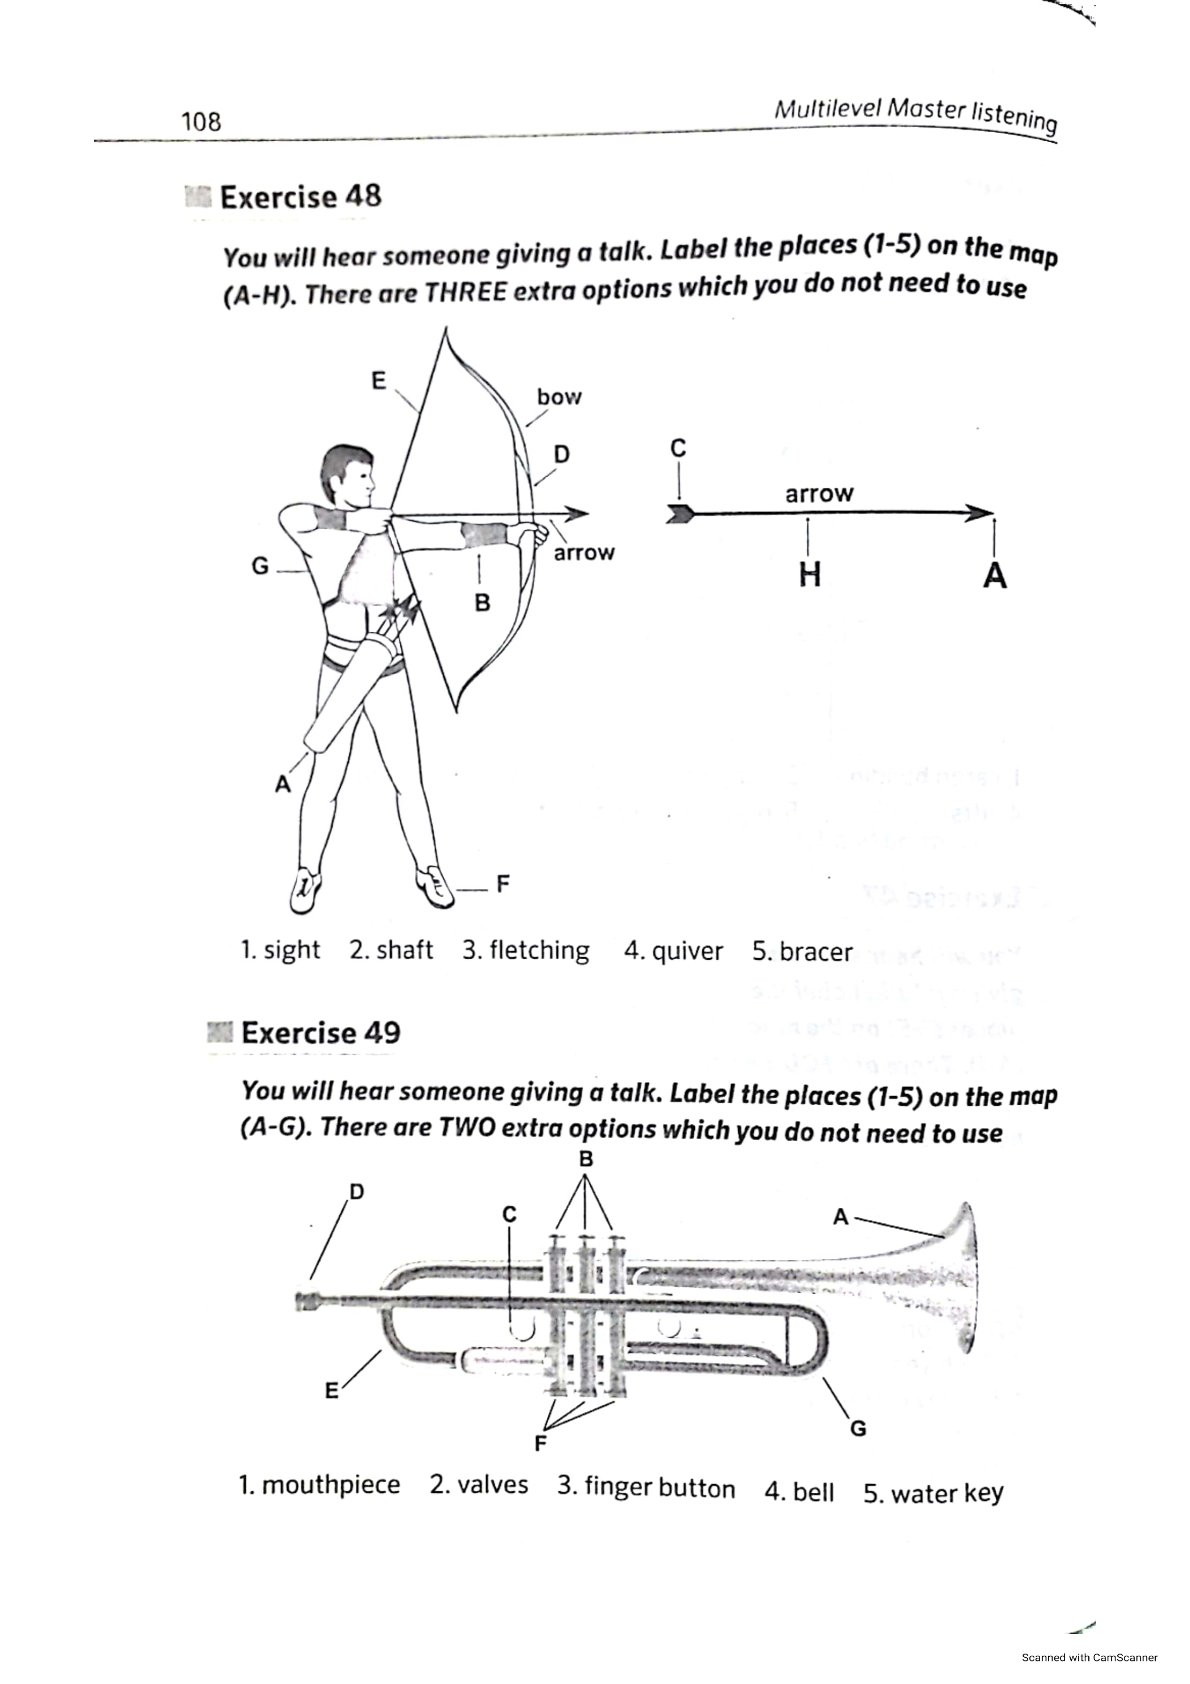 108
Multilevel Master listening
Exercise 48
You will hear someone giving a talk. Label the places (1-5) on the map
(A-H). There are THREE extra options which you do not need to use
E
bow
D
C
arrow
arrow
G
B
H
A
A
F
1. sight 2. shaft 3. fletching 4. quiver 5. bracer
Exercise 49
You will hear someone giving a talk. Label the places (1-5) on the map
(A-G). There are TWO extra options which you do not need to use
B
D
C
A
E
G
F
1. mouthpiece 2. valves 3. finger button 4. bell 5. water key
Scanned with CamScanner